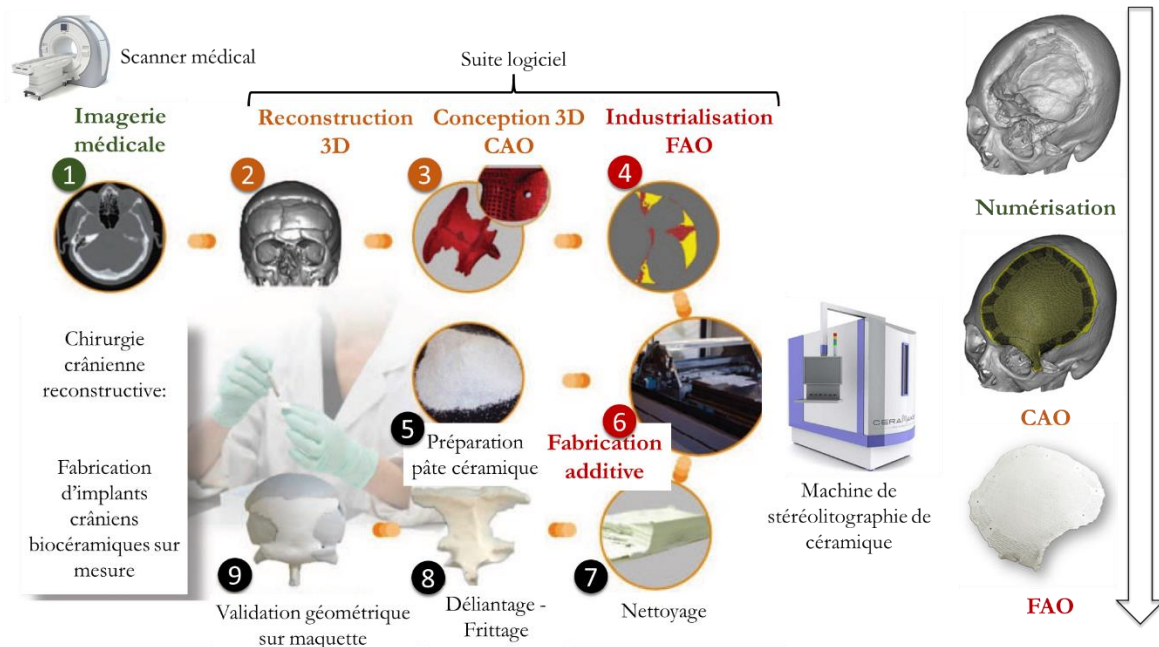 Scanner médical
Suite logiciel
Imagerie
médicale
Reconstruction
3D
Conception 3D
CAO
Industrialisation
FAO
1
2
3
4
Chirurgie
crânienne
reconstructive:
Fabrication
d'implants
crâniens
biocéramiques sur
mesure
5
Préparation
pâte céramique
6
Fabrication
additive
7
Nettoyage
8
Déliantage -
Frittage
9
Validation géométrique
sur maquette
Machine de
stéréolitographie de
céramique
Numérisation
CAO
FAO